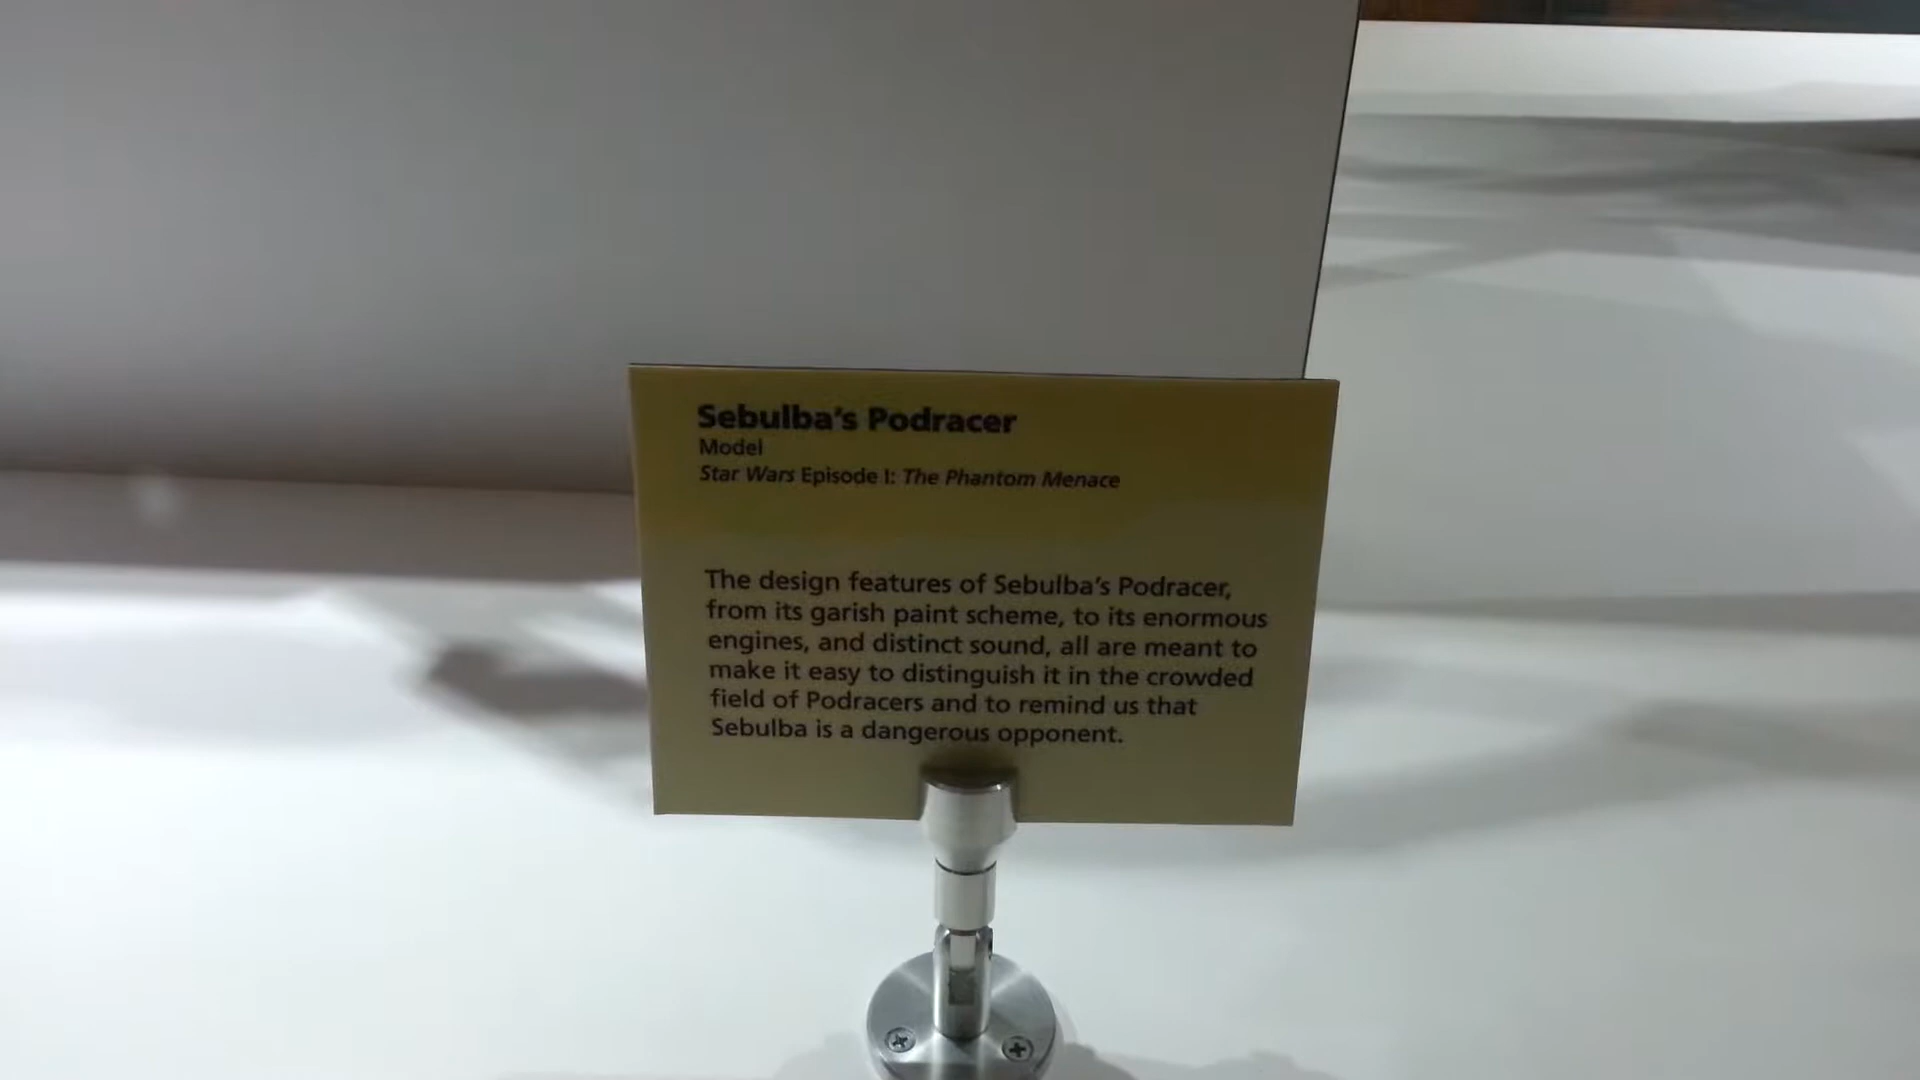 Sebulba's Podracer
Model
Star Wars Episode I: The Phantom Menace
The design features of Sebulba's Podracer,
from its garish paint scheme, to its enormous
engines, and distinct sound, all are meant to
make it easy to distinguish it in the crowded
field of Podracers and to remind us that
Sebulba is a dangerous opponent.